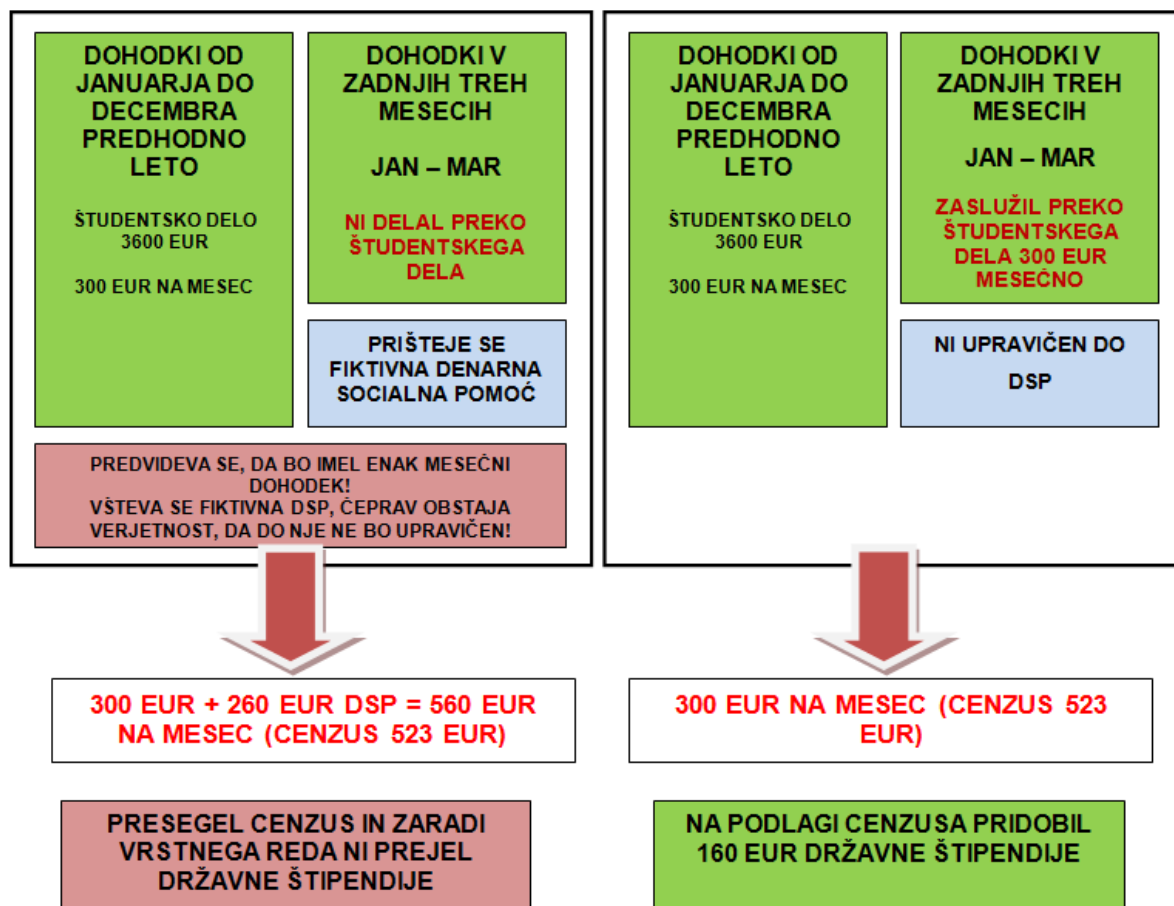 DOHODKI OD
JANUARJA DO
DECEMBRA
PREDHODNO
LETO
ŠTUDENTSKO DELO
3600 EUR
300 EUR NA MESEC
DOHODKI V
ZADNJIH TREH
MESECIH
JAN – MAR
NI DELAL PREKO
ŠTUDENTSKEGA
DELA
PRIŠTEJE SE
FIKTIVNA DENARNA
SOCIALNA POMOĆ
PREDVIDEVA SE, DA BO IMEL ENAK MESEČNI
DOHODEK!
VŠTEVA SE FIKTIVNA DSP, ČEPRAV OBSTAJA
VERJETNOST, DA DO NJE NE BO UPRAVIČEN!
300 EUR + 260 EUR DSP = 560 EUR
NA MESEC (CENZUS 523 EUR)
PRESEGEL CENZUS IN ZARADI
VRSTNEGA REDA NI PREJEL
DRŽAVNE ŠTIPENDIJE
DOHODKI OD
JANUARJA DO
DECEMBRA
PREDHODNO
LETO
ŠTUDENTSKO DELO
3600 EUR
300 EUR NA MESEC
DOHODKI V
ZADNJIH TREH
MESECIH
JAN – MAR
ZASLUŽIL PREKO
ŠTUDENTSKEGA
DELA 300 EUR
MESEČNO
NI UPRAVIČEN DO
DSP
300 EUR NA MESEC (CENZUS 523
EUR)
NA PODLAGI CENZUSA PRIDOBIL
160 EUR DRŽAVNE ŠTIPENDIJE